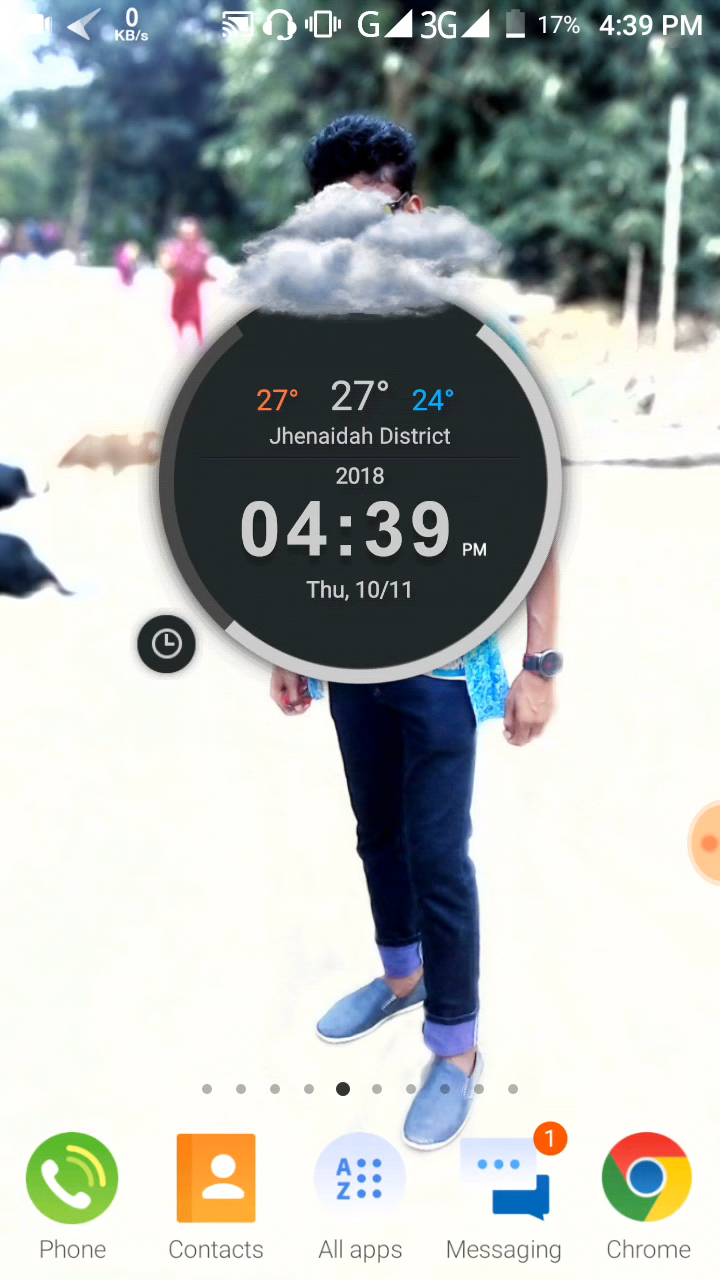 0
KB/s
G
3G
17%
4:39 PM
27° 27° 24°
Jhenaidah District
2018
04:39 PM
Thu, 10/11
A
Z
1
Phone
Contacts
All apps
Messaging
Chrome